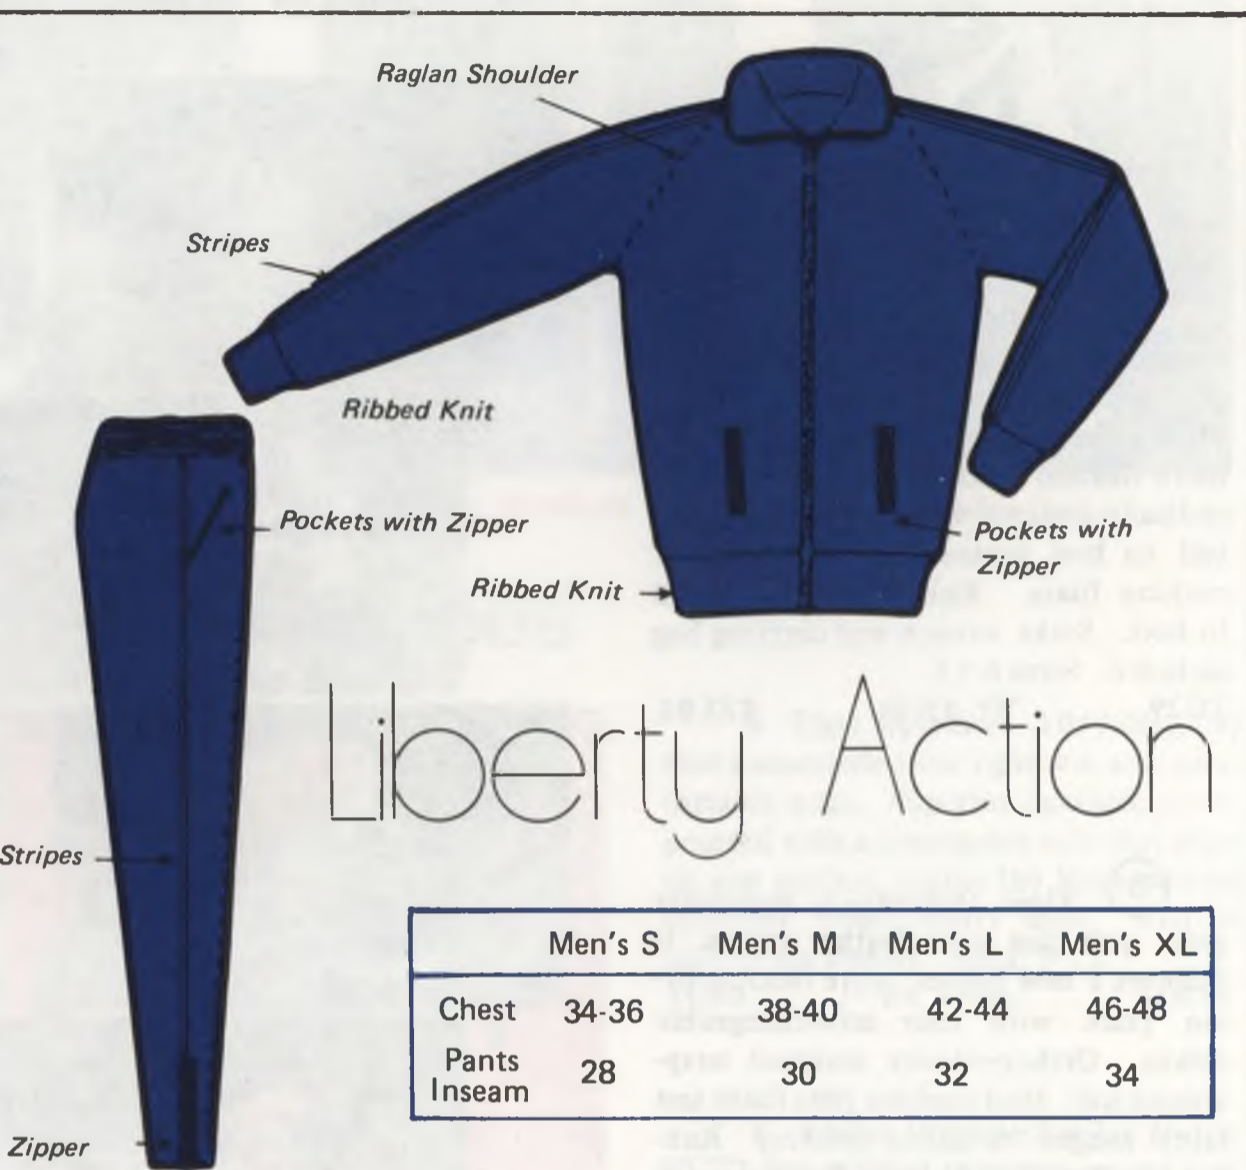 Raglan Shoulder
Stripes
Ribbed Knit
Pockets with Zipper
Pockets with
Zipper
Ribbed Knit
Liberty Action
Stripes
Men's S Men's M Men's L Men's XL
Chest 34-36 38-40 42-44 46-48
Pants
Inseam 28 30 32 34
Zipper